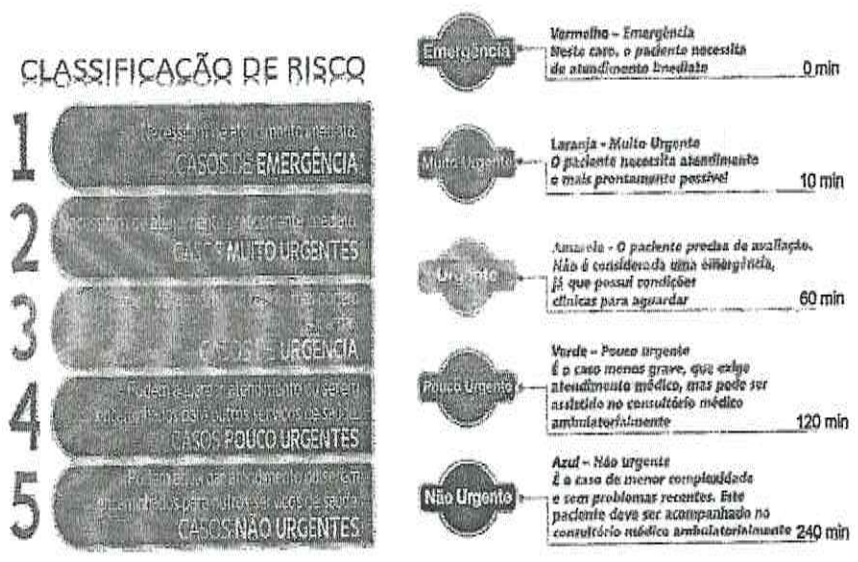 CLASSIFICAÇÃO DE RISCO
1
CASOS DE EMERGÊNCIA
2
CASOS MUITO URGENTES
3
CASOS DE URGÊNCIA
4
CASOS POUCO URGENTES
5
CASOS NÃO URGENTES
Emergência
Vermelho – Emergência
Neste caso, o paciente necessita
de atendimento imediato
0 min
Muito Urgente
Laranja - Muito Urgente
O paciente necessita atendimento
o mais prontamente possível
10 min
Urgente
Amarelo - O paciente precisa de avaliação.
Não é considerada uma emergência,
já que possui condições
clínicas para aguardar
60 min
Pouco Urgente
Verde – Pouco urgente
É o caso menos grave, que exige
atendimento médico, mas pode ser
assistido no consultório médico
ambulatorialmente
120 min
Não Urgente
Azul – Não urgente
É o caso de menor complexidade
e sem problemas recentes. Este
paciente deve ser acompanhado no
consultório médico ambulatorialmente
240 min